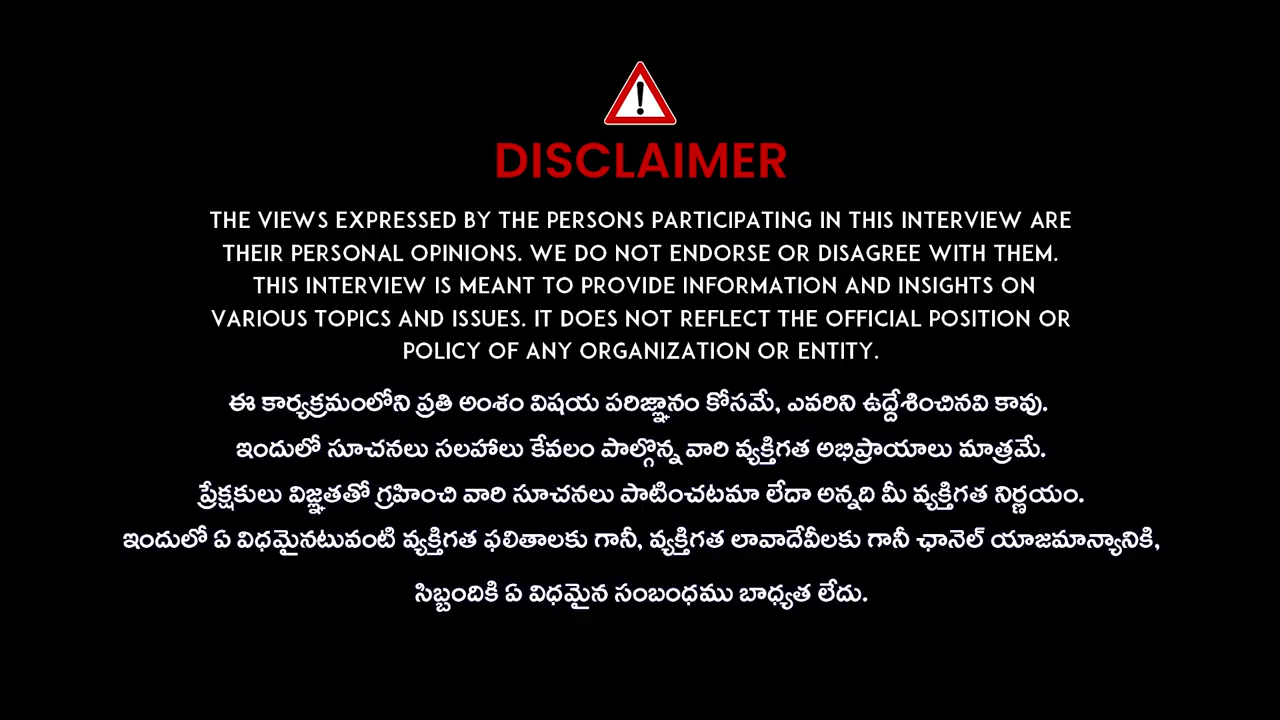 DISCLAIMER
THE VIEWS EXPRESSED BY THE PERSONS PARTICIPATING IN THIS INTERVIEW ARE
THEIR PERSONAL OPINIONS. WE DO NOT ENDORSE OR DISAGREE WITH THEM.
THIS INTERVIEW IS MEANT TO PROVIDE INFORMATION AND INSIGHTS ON
VARIOUS TOPICS AND ISSUES. IT DOES NOT REFLECT THE OFFICIAL POSITION OR
POLICY OF ANY ORGANIZATION OR ENTITY.
ఈ కార్యక్రమంలోని ప్రతి అంశం విషయ పరిజ్ఞానం కోసమే, ఎవరిని ఉద్దేశించినవి కావు.
ఇందులో సూచనలు సలహాలు కేవలం పాల్గొన్న వారి వ్యక్తిగత అభిప్రాయాలు మాత్రమే.
ప్రేక్షకులు విజ్ఞతతో గ్రహించి వారి సూచనలు పాటించటమా లేదా అన్నది మీ వ్యక్తిగత నిర్ణయం.
ఇందులో ఏ విధమైనటువంటి వ్యక్తిగత ఫలితాలకు గానీ, వ్యక్తిగత లావాదేవీలకు గానీ ఛానెల్ యాజమాన్యానికి,
సిబ్బందికి ఏ విధమైన సంబంధము బాధ్యత లేదు.